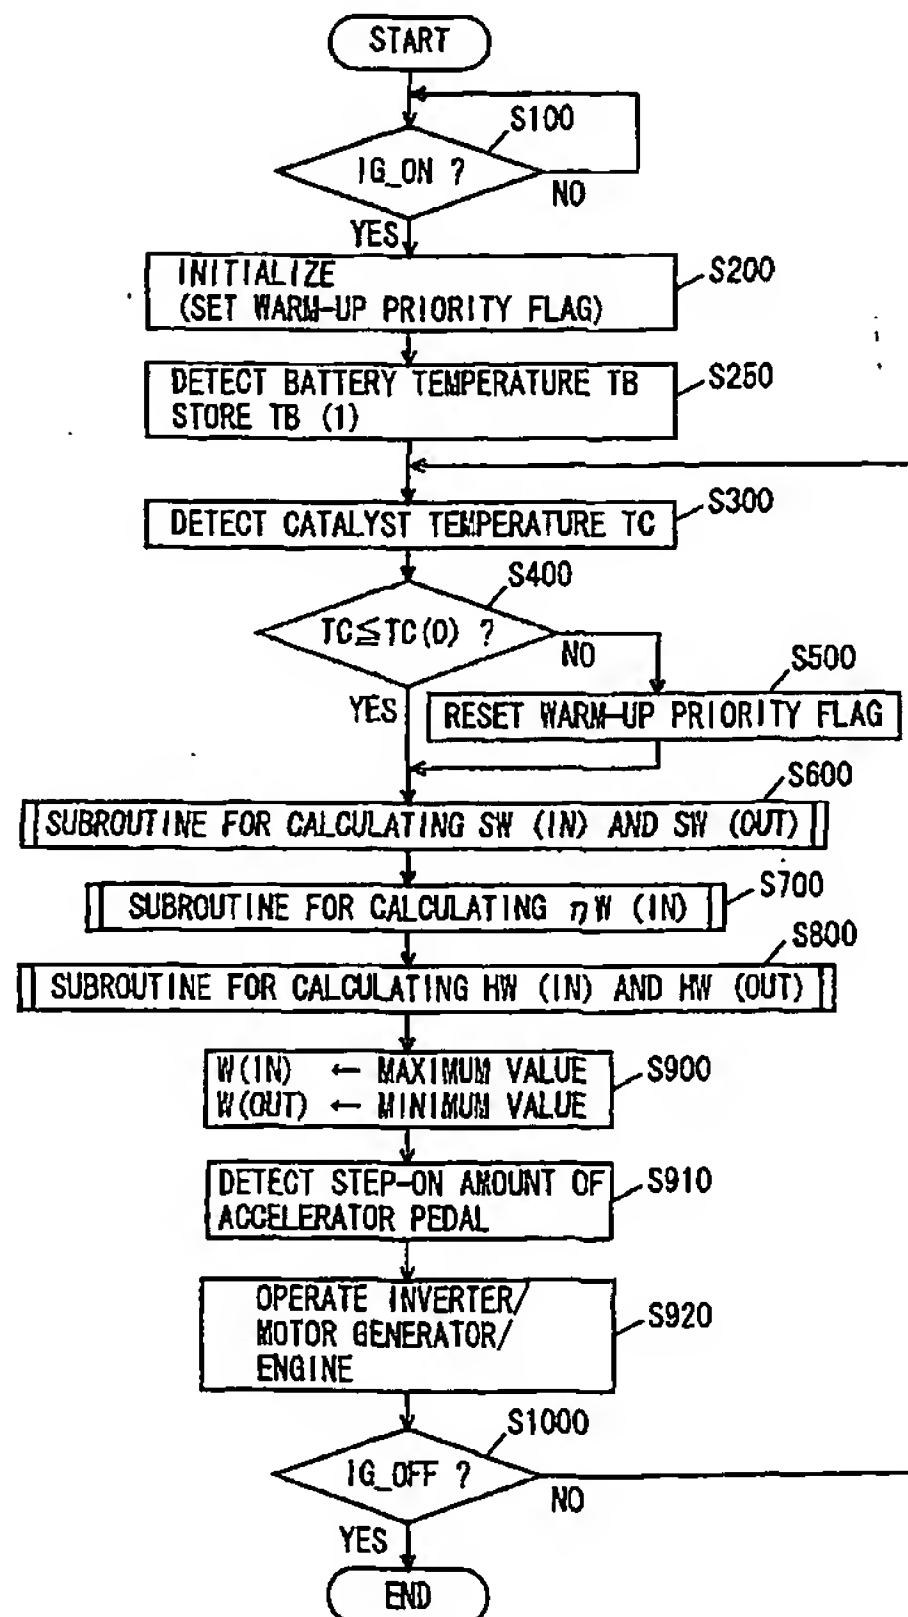 START
S100
IG_ON ?
NO
YES
INITIALIZE
(SET WARM-UP PRIORITY FLAG)
S200
DETECT BATTERY TEMPERATURE TB
STORE TB (1)
S250
DETECT CATALYST TEMPERATURE TC
S300
S400
TC≦TC(0) ?
NO
YES
S500
RESET WARM-UP PRIORITY FLAG
S600
SUBROUTINE FOR CALCULATING SW (IN) AND SW (OUT)
S700
SUBROUTINE FOR CALCULATING ηW (IN)
S800
SUBROUTINE FOR CALCULATING HW (IN) AND HW (OUT)
W(IN) ← MAXIMUM VALUE
W(OUT) ← MINIMUM VALUE
S900
DETECT STEP-ON AMOUNT OF
ACCELERATOR PEDAL
S910
OPERATE INVERTER/
MOTOR GENERATOR/
ENGINE
S920
S1000
IG_OFF ?
NO
YES
END